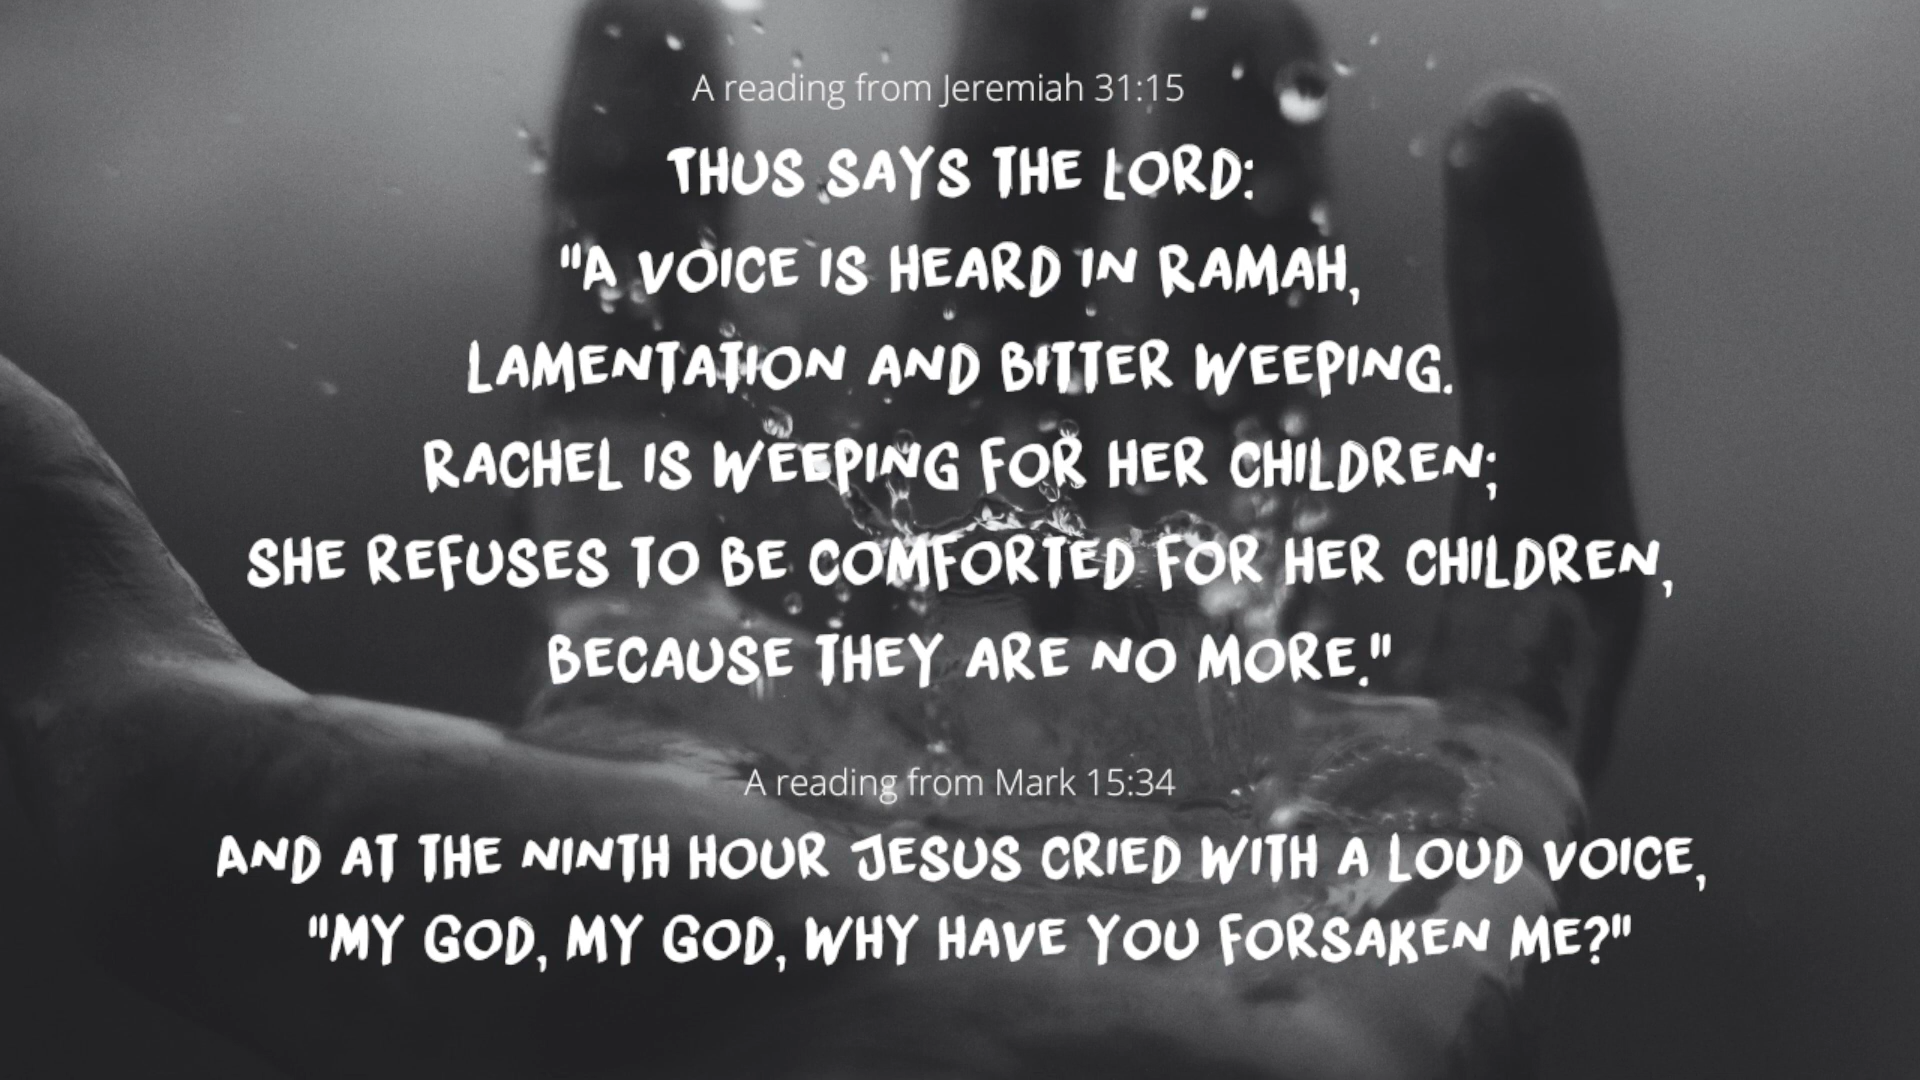 A reading from Jeremiah 31:15
THUS SAYS THE LORD:
"A VOICE IS HEARD IN RAMAH,
LAMENTATION AND BITTER WEEPING.
RACHEL IS WEEPING FOR HER CHILDREN;
SHE REFUSES TO BE COMFORTED FOR HER CHILDREN,
BECAUSE THEY ARE NO MORE."
A reading from Mark 15:34
AND AT THE NINTH HOUR JESUS CRIED WITH A LOUD VOICE,
"MY GOD, MY GOD, WHY HAVE YOU FORSAKEN ME?"